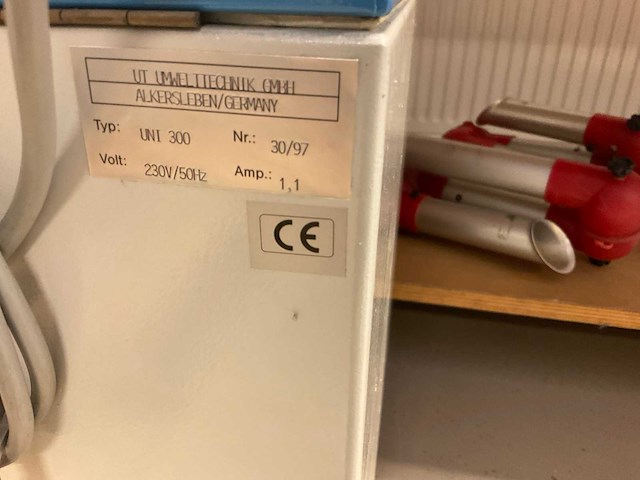 UT UMWELTTECHNIK GMBH
ALKERSLEBEN/GERMANY
Typ: UNI 300 Nr.: 30/97
Volt: 230V/50Hz Amp.: 1,1
CE